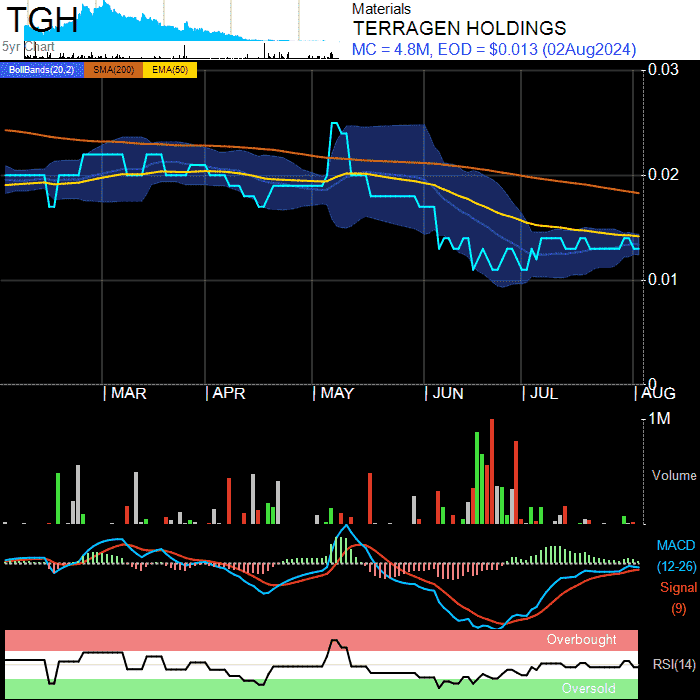 TGH
5yr Chart
Materials
TERRAGEN HOLDINGS
MC = 4.8M, EOD = $0.013 (02Aug2024)
BollBands(20,2) SMA(200) EMA(50)
0.03
0.02
0.01
0
MAR APR MAY JUN JUL AUG
1M
Volume
MACD
(12-26)
Signal
(9)
Overbought
RSI(14)
Oversold